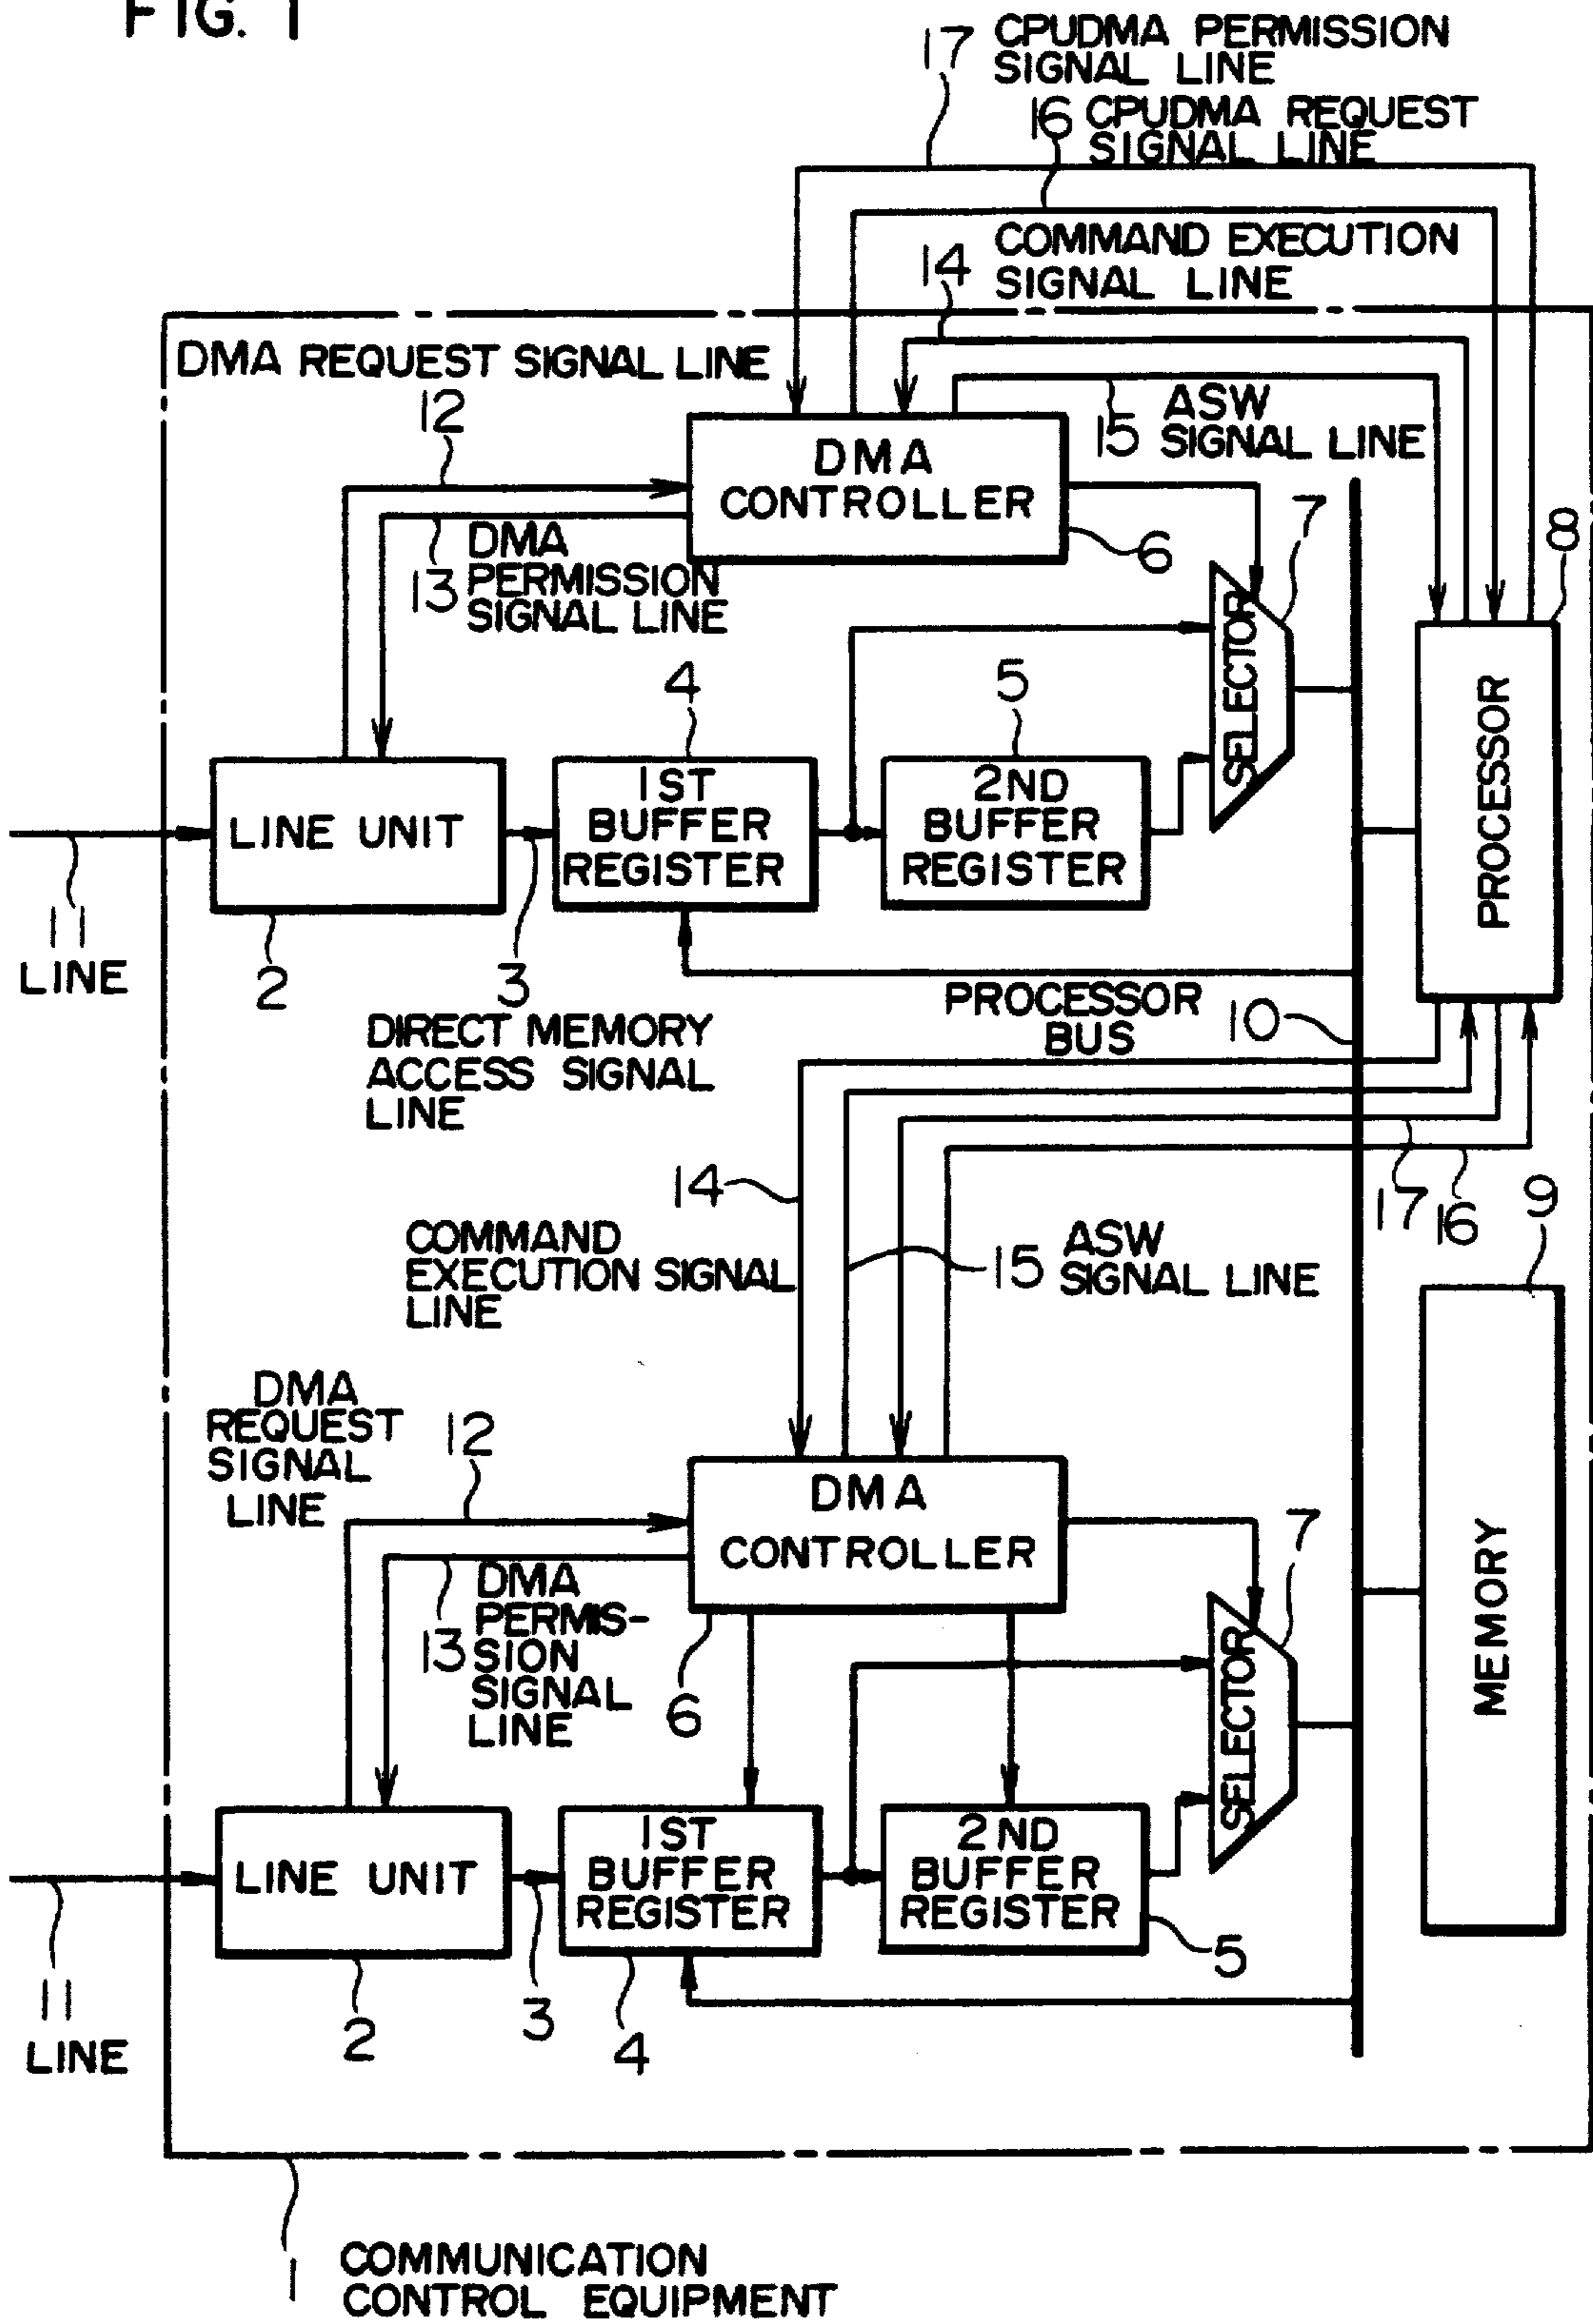 FIG. 1
17 CPUDMA PERMISSION
SIGNAL LINE
16 CPUDMA REQUEST
SIGNAL LINE
14 COMMAND EXECUTION
SIGNAL LINE
DMA REQUEST SIGNAL LINE
12
15 ASW
SIGNAL LINE
DMA
CONTROLLER
6
7
8
13 DMA
PERMISSION
SIGNAL LINE
SELECTOR
PROCESSOR
4
5
LINE UNIT
1ST
BUFFER
REGISTER
2ND
BUFFER
REGISTER
11
LINE
2
3
DIRECT MEMORY
ACCESS SIGNAL
LINE
PROCESSOR
BUS
10
14
COMMAND
EXECUTION SIGNAL
LINE
15 ASW
SIGNAL LINE
17
16
9
DMA
REQUEST
SIGNAL
LINE
12
DMA
CONTROLLER
7
13 DMA
PERMIS-
SION
SIGNAL
LINE
6
SELECTOR
MEMORY
LINE UNIT
1ST
BUFFER
REGISTER
2ND
BUFFER
REGISTER
5
11
LINE
2
3
4
1 COMMUNICATION
CONTROL EQUIPMENT